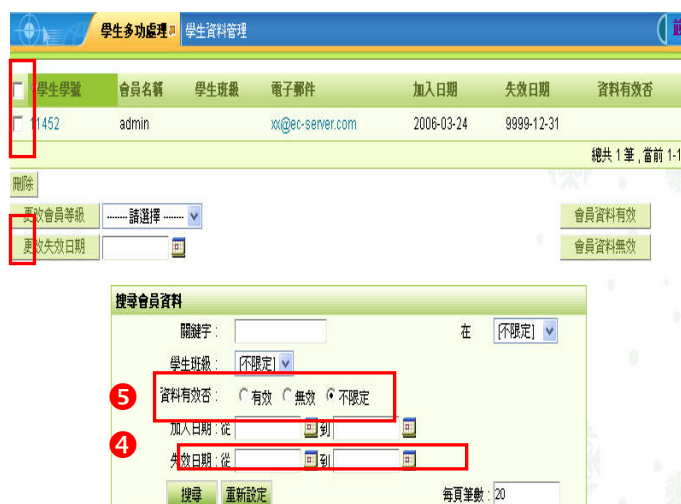 學生多功處理 學生資料管理
學生學號 會員名稱 學生班級 電子郵件 加入日期 失效日期 資料有效否
11452 admin xx@ec-server.com 2006-03-24 9999-12-31
總共 1 筆 , 當前 1-1
刪除
更改會員等級 ------- 請選擇 ------- 會員資料有效
更改失效日期 會員資料無效
搜尋會員資料
關鍵字 : 在 [不限定]
學生班級 : [不限定]
5 資料有效否 : 有效 無效 不限定
加入日期 : 從 到
4 失效日期 : 從 到
搜尋 重新設定 每頁筆數 : 20